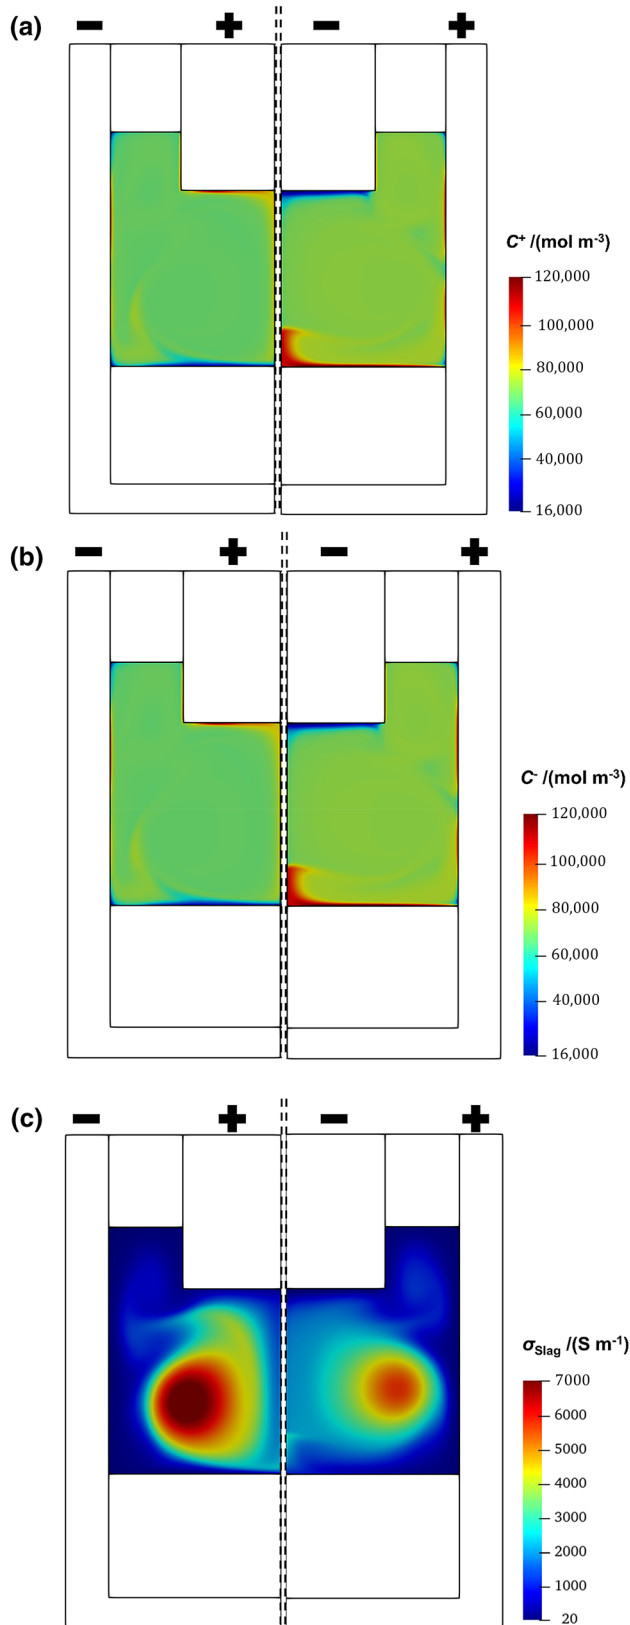 (a)
− + − +
C⁺ /(mol m⁻³)
120,000
100,000
80,000
60,000
40,000
16,000
(b)
− + − +
C⁻ /(mol m⁻³)
120,000
100,000
80,000
60,000
40,000
16,000
(c)
− + − +
σSlag /(S m⁻¹)
7000
6000
5000
4000
3000
2000
1000
20